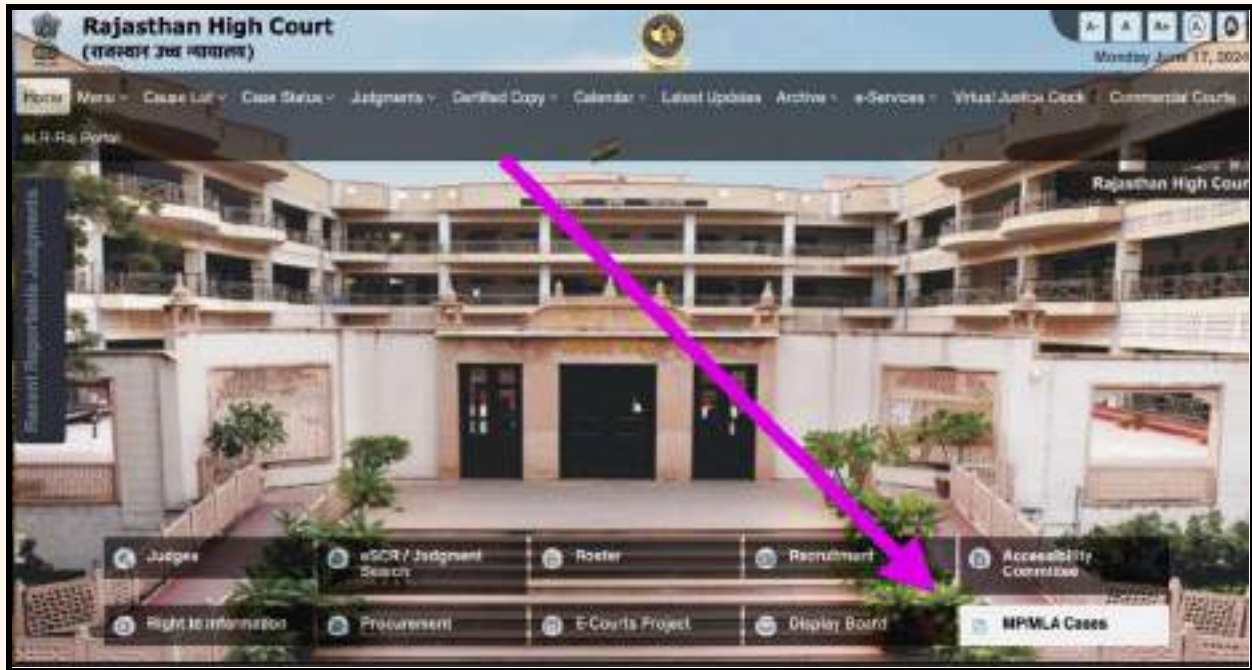 Rajasthan High Court
(राजस्थान उच्च न्यायालय)
A- A A+
Monday June 17, 2024
Home Menu Cause List Case Status Judgments Certified Copy Calendar Latest Updates Archive e-Services Virtual Justice Clock Commercial Courts
Portal
Rajasthan High Cour
Recent Reportable Judgments
Judges
eSCR / Judgment
Search
Roster
Recruitment
Accessibility
Committee
Right to Information
Procurement
E-Courts Project
Display Board
MP/MLA Cases